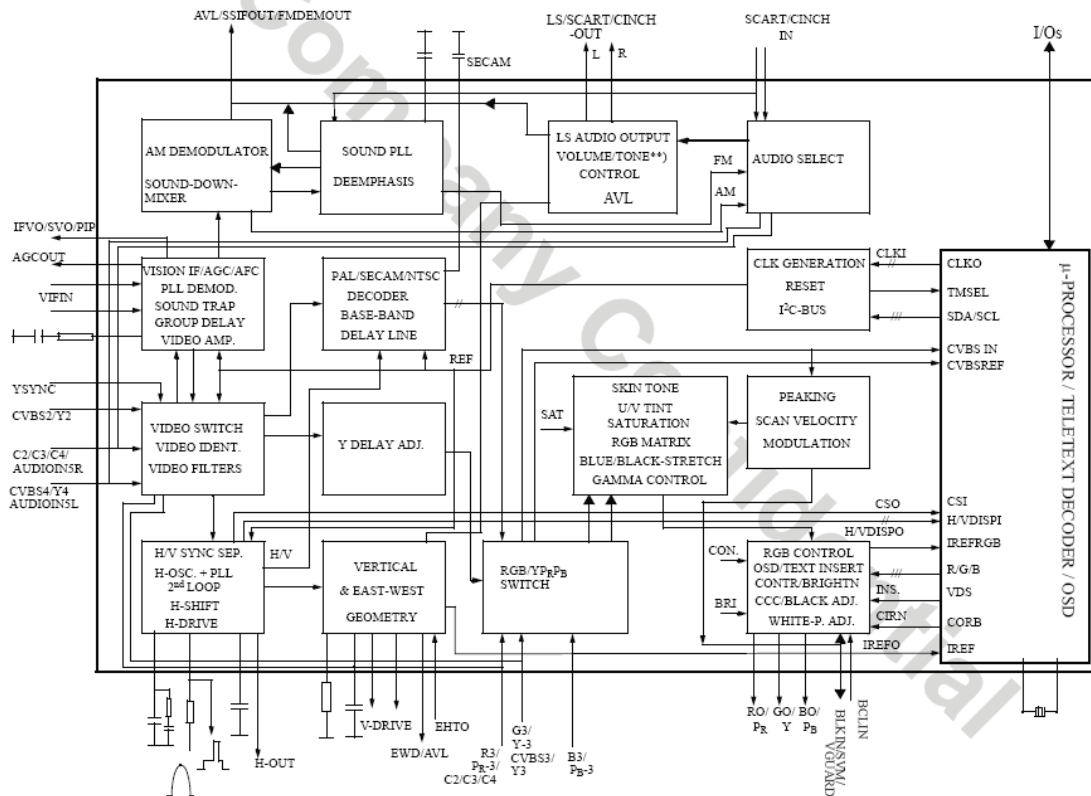 AVL/SSIFOUT/FMDEMOUT
LS/SCART/CINCH
-OUT
L
R
SCART/CINCH
IN
I/Os
SECAM
AM DEMODULATOR
SOUND-DOWN-
MIXER
SOUND PLL
DEEMPHASIS
LS AUDIO OUTPUT
VOLUME/TONE**)
CONTROL
AVL
FM
AM
AUDIO SELECT
IFVO/SVO/PIP
AGCOUT
VIFIN
VISION IF/AGC/AFC
PLL DEMOD.
SOUND TRAP
GROUP DELAY
VIDEO AMP.
PAL/SECAM/NTSC
DECODER
BASE-BAND
DELAY LINE
//
REF
CLK GENERATION
RESET
I²C-BUS
CLKI
//
///
CLKO
TMSEL
SDA/SCL
CVBS IN
CVBSREF
µ-PROCESSOR / TELETEXT DECODER / OSD
YSYNC
CVBS2/Y2
C2/C3/C4/
AUDIOIN5R
CVBS4/Y4
AUDIOIN5L
VIDEO SWITCH
VIDEO IDENT.
VIDEO FILTERS
Y DELAY ADJ.
SAT
SKIN TONE
U/V TINT
SATURATION
RGB MATRIX
BLUE/BLACK-STRETCH
GAMMA CONTROL
PEAKING
SCAN VELOCITY
MODULATION
CSO
//
H/VDISPO
CSI
H/VDISPI
IREFRGB
R/G/B
VDS
CORB
IREF
H/V SYNC SEP.
H-OSC. + PLL
2nd LOOP
H-SHIFT
H-DRIVE
H/V
VERTICAL
& EAST-WEST
GEOMETRY
RGB/YPRPB
SWITCH
CON.
BRI
RGB CONTROL
OSD/TEXT INSERT
CONTR/BRIGHTN
CCC/BLACK ADJ.
WHITE-P. ADJ.
///
INS.
CIRN
IREFO
H-OUT
V-DRIVE
EWD/AVL
EHTO
R3/
PR-3/
C2/C3/C4
G3/
Y-3
CVBS3/
Y3
B3/
PB-3
RO/
PR
GO/
Y
BO/
PB
BCLIN
BLKIN/SVM/
VGUARD
Company Confidential